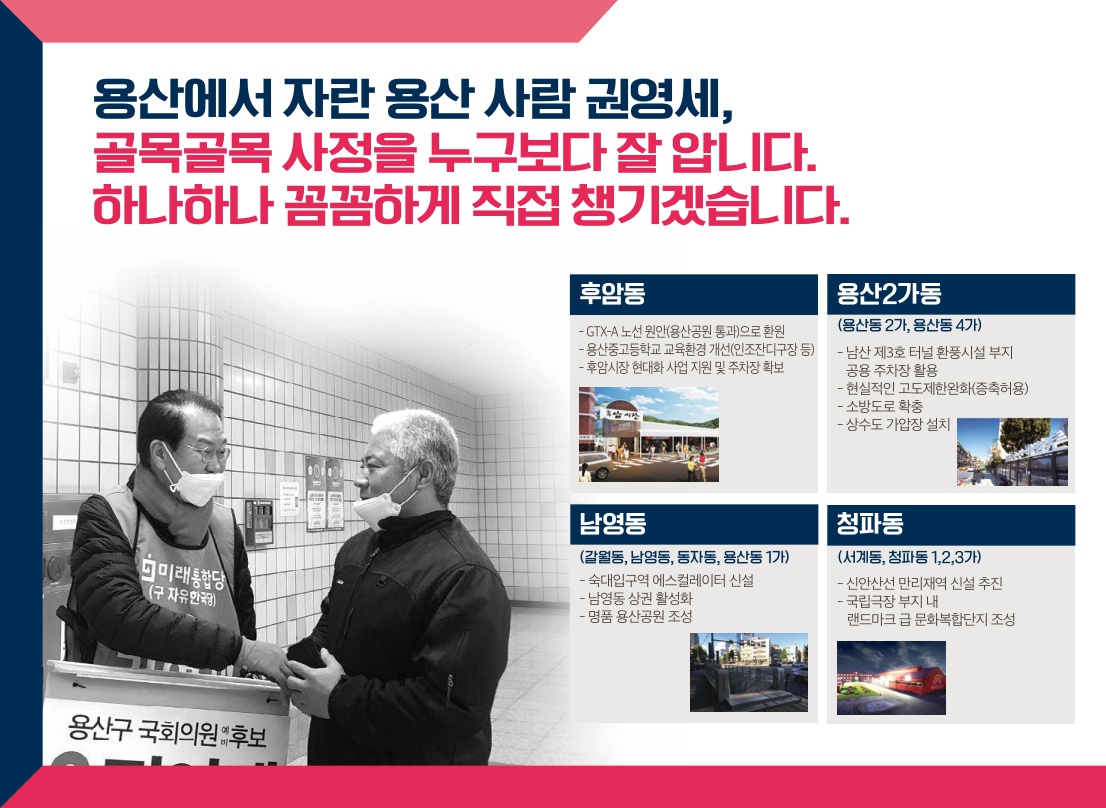 용산에서 자란 용산 사람 권영세,
골목골목 사정을 누구보다 잘 압니다.
하나하나 꼼꼼하게 직접 챙기겠습니다.
미래통합당
(구 자유한국당)
용산구 국회의원 예비후보
후암동
- GTX-A 노선 원안(용산공원 통과)으로 환원
- 용산중고등학교 교육환경 개선(인조잔디구장 등)
- 후암시장 현대화 사업 지원 및 주차장 확보
후암시장
용산2가동
(용산동 2가, 용산동 4가)
- 남산 제3호 터널 환풍시설 부지
공용 주차장 활용
- 현실적인 고도제한완화(증축허용)
- 소방도로 확충
- 상수도 가압장 설치
남영동
(갈월동, 남영동, 동자동, 용산동 1가)
- 숙대입구역 에스컬레이터 신설
- 남영동 상권 활성화
- 명품 용산공원 조성
청파동
(서계동, 청파동 1,2,3가)
- 신안산선 만리재역 신설 추진
- 국립극장 부지 내
랜드마크 급 문화복합단지 조성